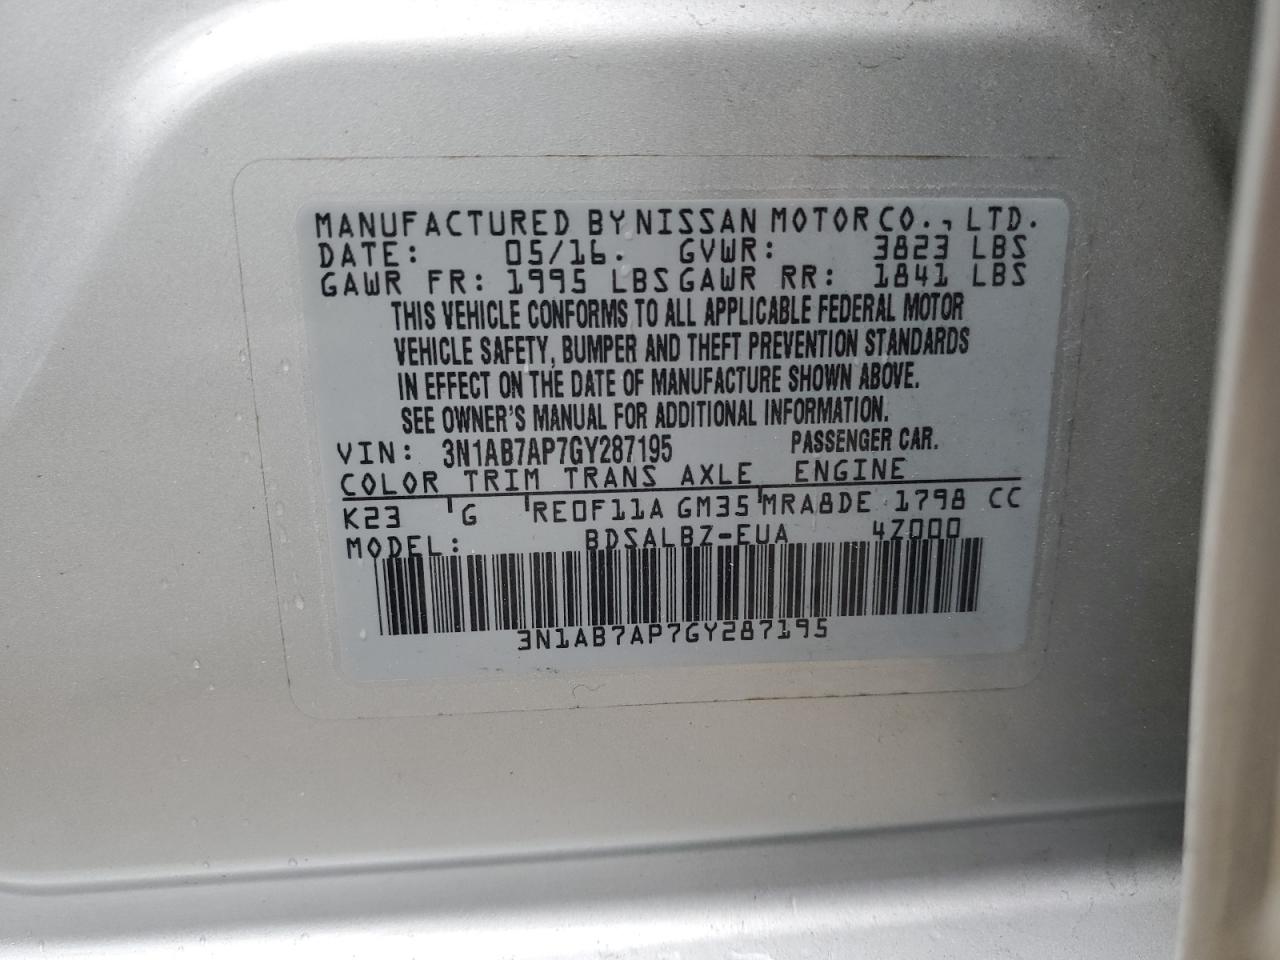 MANUFACTURED BY NISSAN MOTOR CO., LTD.
DATE: 05/16. GVWR: 3823 LBS
GAWR FR: 1995 LBS GAWR RR: 1841 LBS
THIS VEHICLE CONFORMS TO ALL APPLICABLE FEDERAL MOTOR
VEHICLE SAFETY, BUMPER AND THEFT PREVENTION STANDARDS
IN EFFECT ON THE DATE OF MANUFACTURE SHOWN ABOVE.
SEE OWNER'S MANUAL FOR ADDITIONAL INFORMATION.
VIN: 3N1AB7AP7GY287195 PASSENGER CAR.
COLOR TRIM TRANS AXLE ENGINE
K23 G RE0F11A GM35 MRA8DE 1798 CC
MODEL: BDSALBZ-EUA 4Z000
3N1AB7AP7GY287195